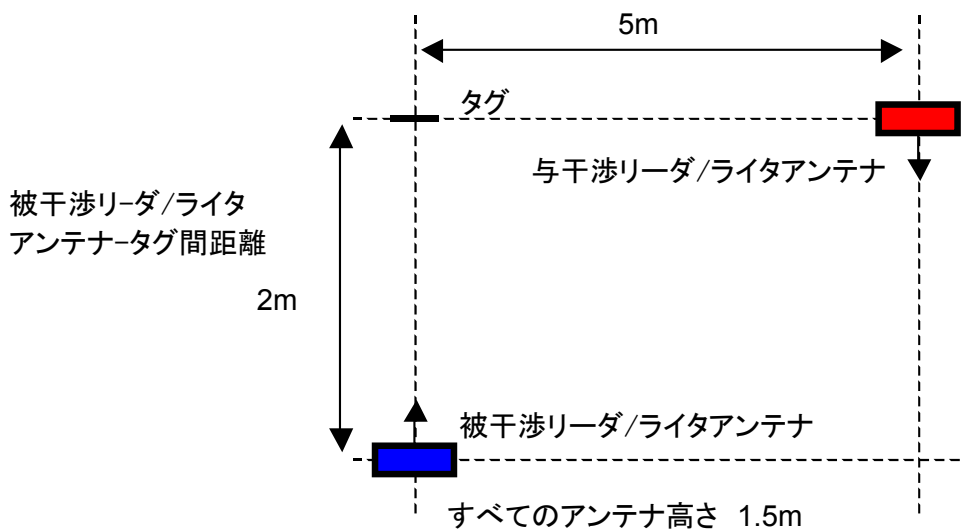 5m
タグ
与干渉リーダ/ライタアンテナ
被干渉リーダ/ライタ
アンテナ-タグ間距離
2m
被干渉リーダ/ライタアンテナ
すべてのアンテナ高さ 1.5m